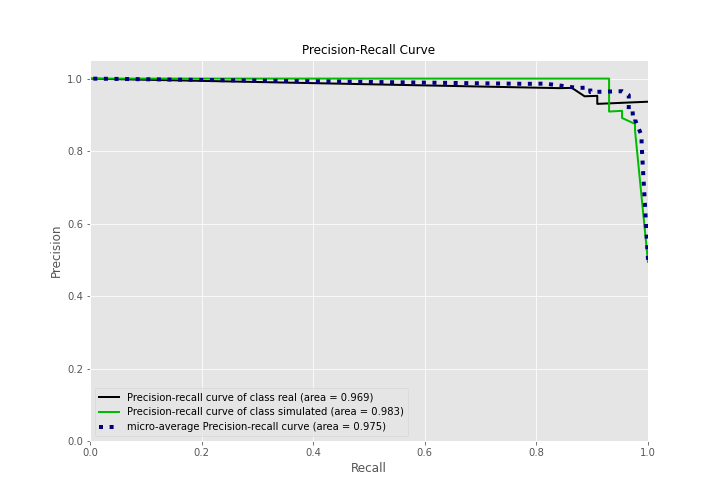 Precision-Recall Curve
1.0
0.8
0.6
0.4
0.2
0.0
Precision
Precision-recall curve of class real (area = 0.969)
Precision-recall curve of class simulated (area = 0.983)
micro-average Precision-recall curve (area = 0.975)
0.0 0.2 0.4 0.6 0.8 1.0
Recall